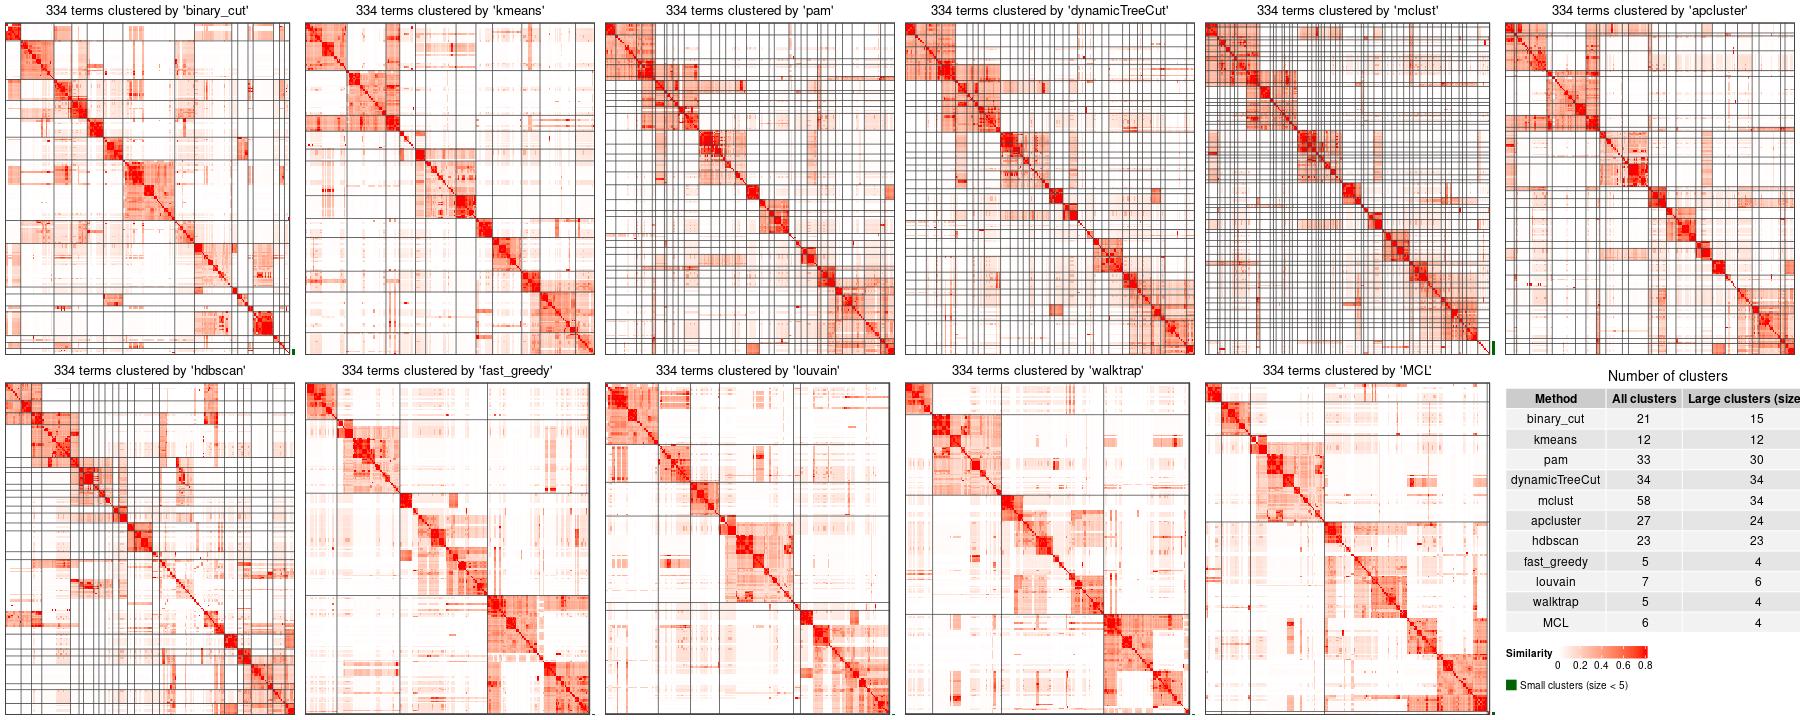 334 terms clustered by 'binary_cut'
334 terms clustered by 'kmeans'
334 terms clustered by 'pam'
334 terms clustered by 'dynamicTreeCut'
334 terms clustered by 'mclust'
334 terms clustered by 'apcluster'
334 terms clustered by 'hdbscan'
334 terms clustered by 'fast_greedy'
334 terms clustered by 'louvain'
334 terms clustered by 'walktrap'
334 terms clustered by 'MCL'
Number of clusters
Method All clusters Large clusters (size
binary_cut 21 15
kmeans 12 12
pam 33 30
dynamicTreeCut 34 34
mclust 58 34
apcluster 27 24
hdbscan 23 23
fast_greedy 5 4
louvain 7 6
walktrap 5 4
MCL 6 4
Similarity
0 0.2 0.4 0.6 0.8
Small clusters (size < 5)